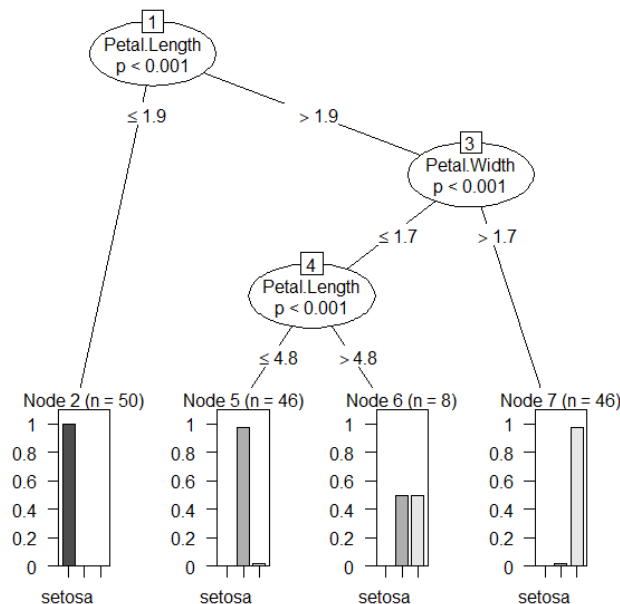 1
Petal.Length
p < 0.001
≤ 1.9
> 1.9
3
Petal.Width
p < 0.001
≤ 1.7
> 1.7
4
Petal.Length
p < 0.001
≤ 4.8
> 4.8
Node 2 (n = 50)
1
0.8
0.6
0.4
0.2
0
setosa
Node 5 (n = 46)
1
0.8
0.6
0.4
0.2
0
setosa
Node 6 (n = 8)
1
0.8
0.6
0.4
0.2
0
setosa
Node 7 (n = 46)
1
0.8
0.6
0.4
0.2
0
setosa